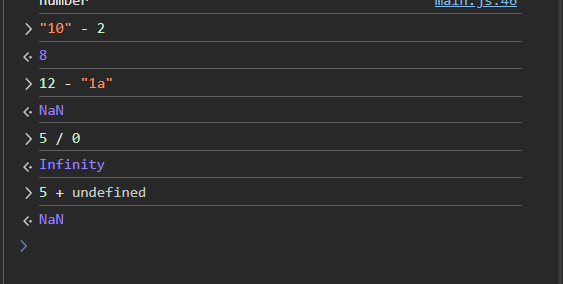 number main.js:46
> "10" - 2
< 8
> 12 - "1a"
< NaN
> 5 / 0
< Infinity
> 5 + undefined
< NaN
>